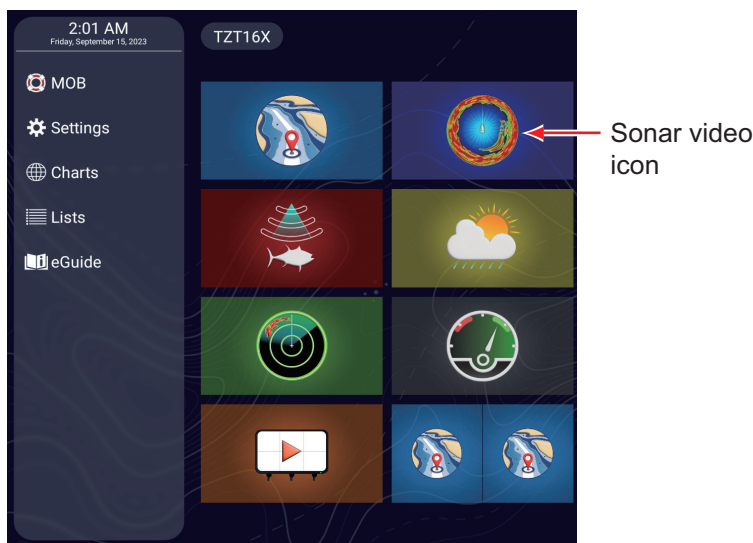 2:01 AM
Friday, September 15, 2023
TZT16X
MOB
Settings
Charts
Lists
eGuide
Sonar video
icon